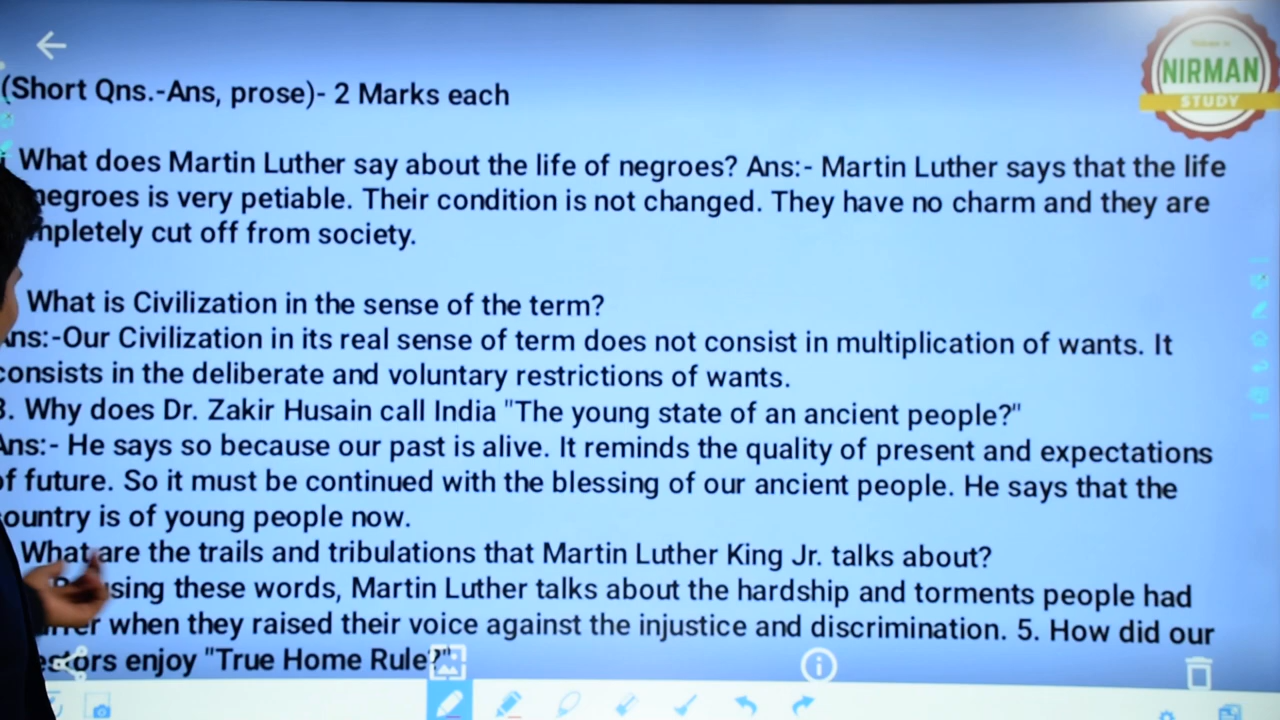 NIRMAN
STUDY
(Short Qns.-Ans, prose)- 2 Marks each
What does Martin Luther say about the life of negroes? Ans:- Martin Luther says that the life
negroes is very petiable. Their condition is not changed. They have no charm and they are
mpletely cut off from society.
What is Civilization in the sense of the term?
Ans:-Our Civilization in its real sense of term does not consist in multiplication of wants. It
consists in the deliberate and voluntary restrictions of wants.
3. Why does Dr. Zakir Husain call India "The young state of an ancient people?"
Ans:- He says so because our past is alive. It reminds the quality of present and expectations
of future. So it must be continued with the blessing of our ancient people. He says that the
ountry is of young people now.
What are the trails and tribulations that Martin Luther King Jr. talks about?
sing these words, Martin Luther talks about the hardship and torments people had
when they raised their voice against the injustice and discrimination. 5. How did our
estors enjoy "True Home Rule?"